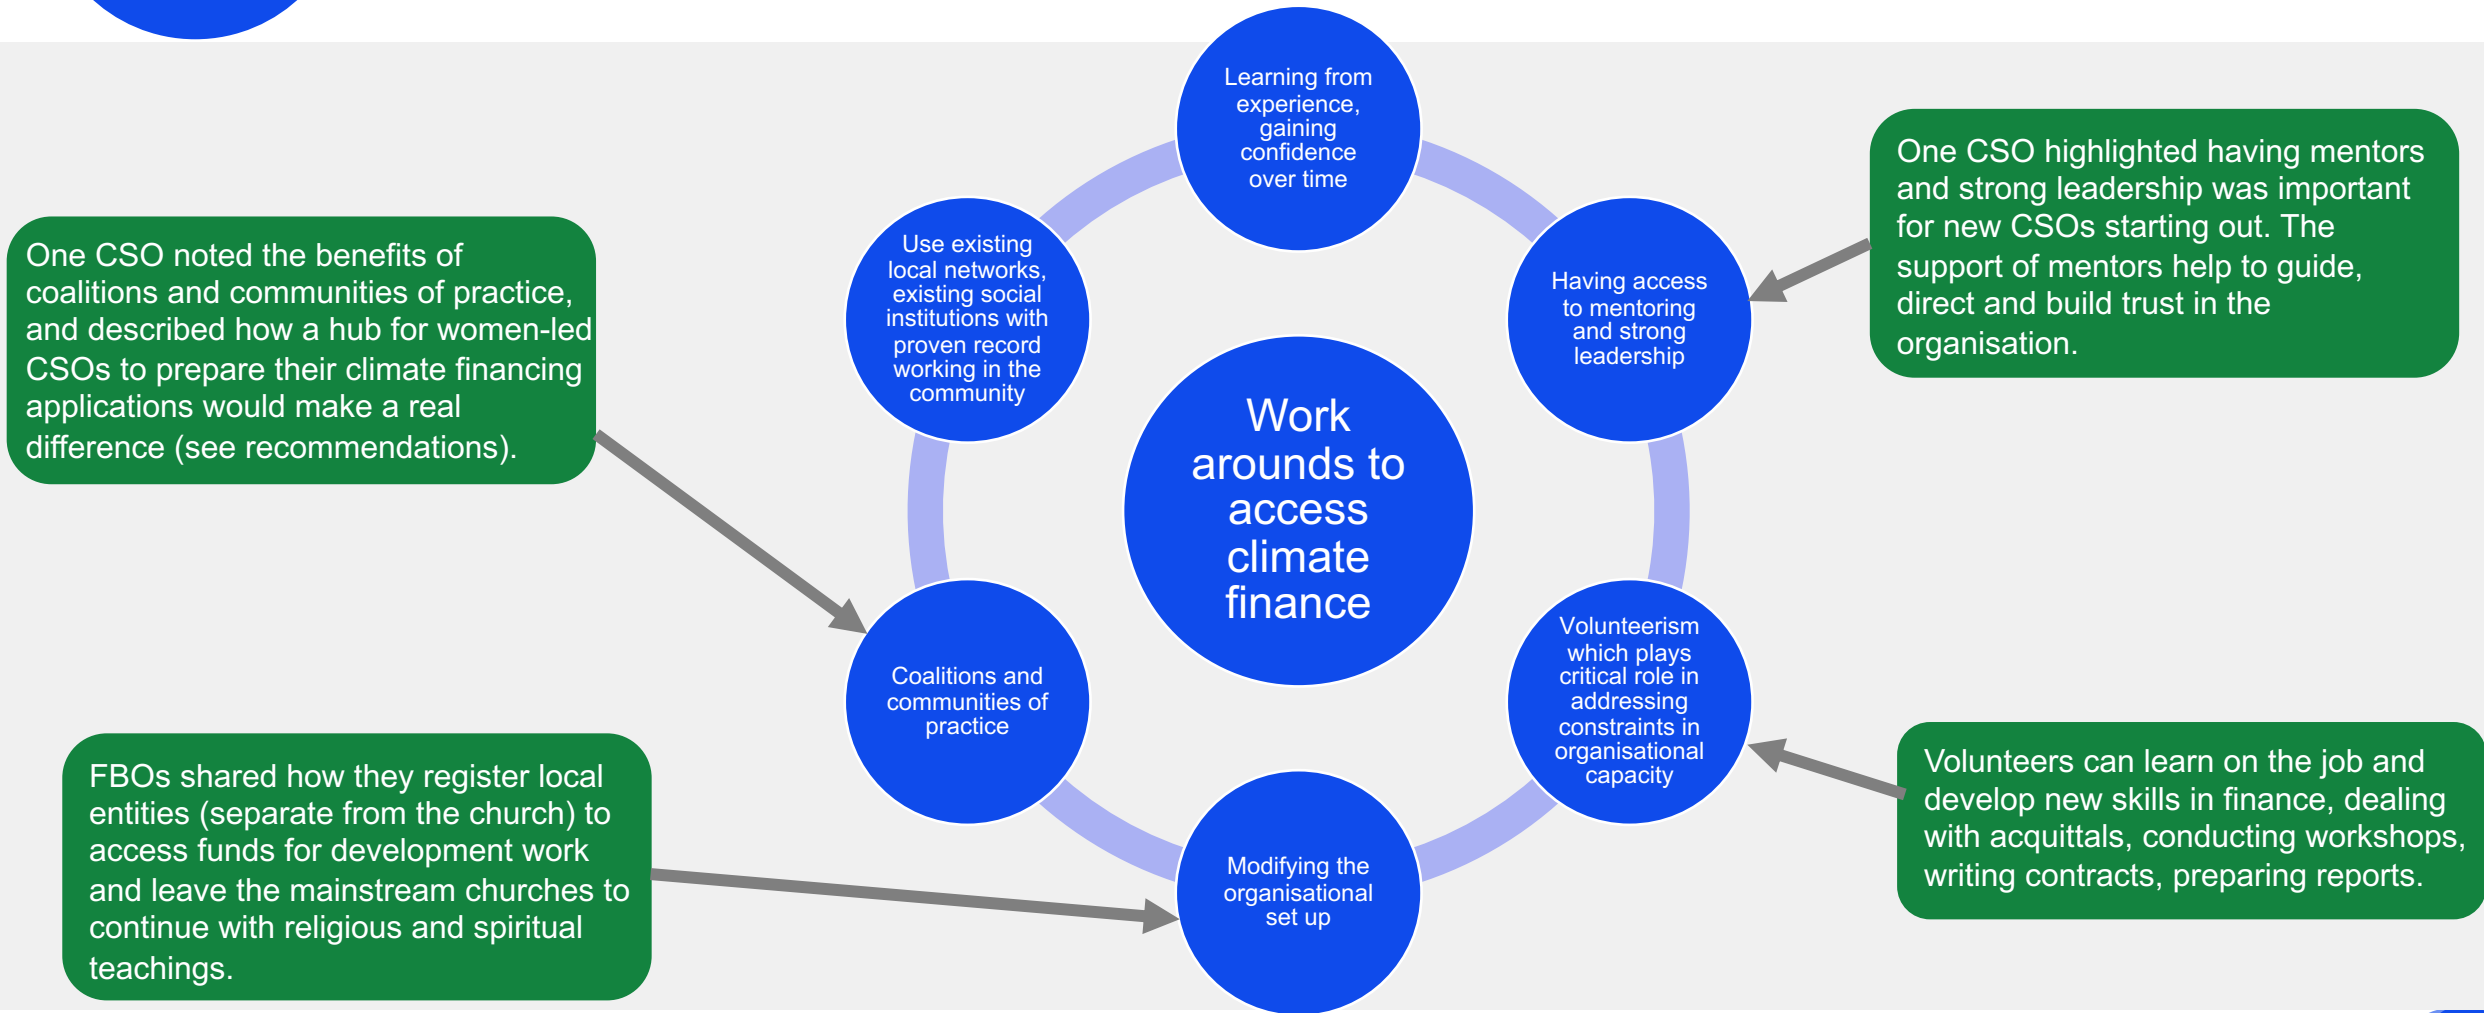 Learning from
experience,
gaining
confidence
over time
One CSO highlighted having mentors
and strong leadership was important
for new CSOs starting out. The
support of mentors help to guide,
direct and build trust in the
organisation.
Use existing
local networks,
existing social
institutions with
proven record
working in the
community
Having access
to mentoring
and strong
leadership
One CSO noted the benefits of
coalitions and communities of practice,
and described how a hub for women-led
CSOs to prepare their climate financing
applications would make a real
difference (see recommendations).
Work
arounds to
access
climate
finance
Coalitions and
communities of
practice
Volunteerism
which plays
critical role in
addressing
constraints in
organisational
capacity
FBOs shared how they register local
entities (separate from the church) to
access funds for development work
and leave the mainstream churches to
continue with religious and spiritual
teachings.
Modifying the
organisational
set up
Volunteers can learn on the job and
develop new skills in finance, dealing
with acquittals, conducting workshops,
writing contracts, preparing reports.